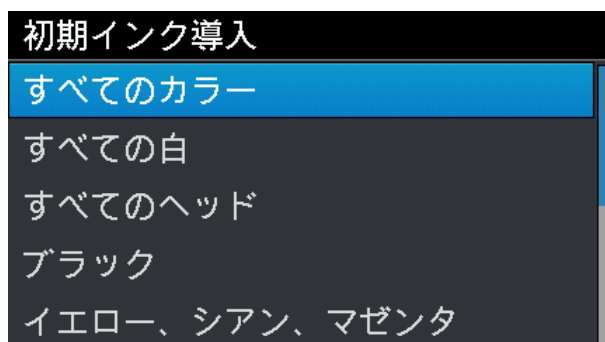 初期インク導入
すべてのカラー
すべての白
すべてのヘッド
ブラック
イエロー、シアン、マゼンタ